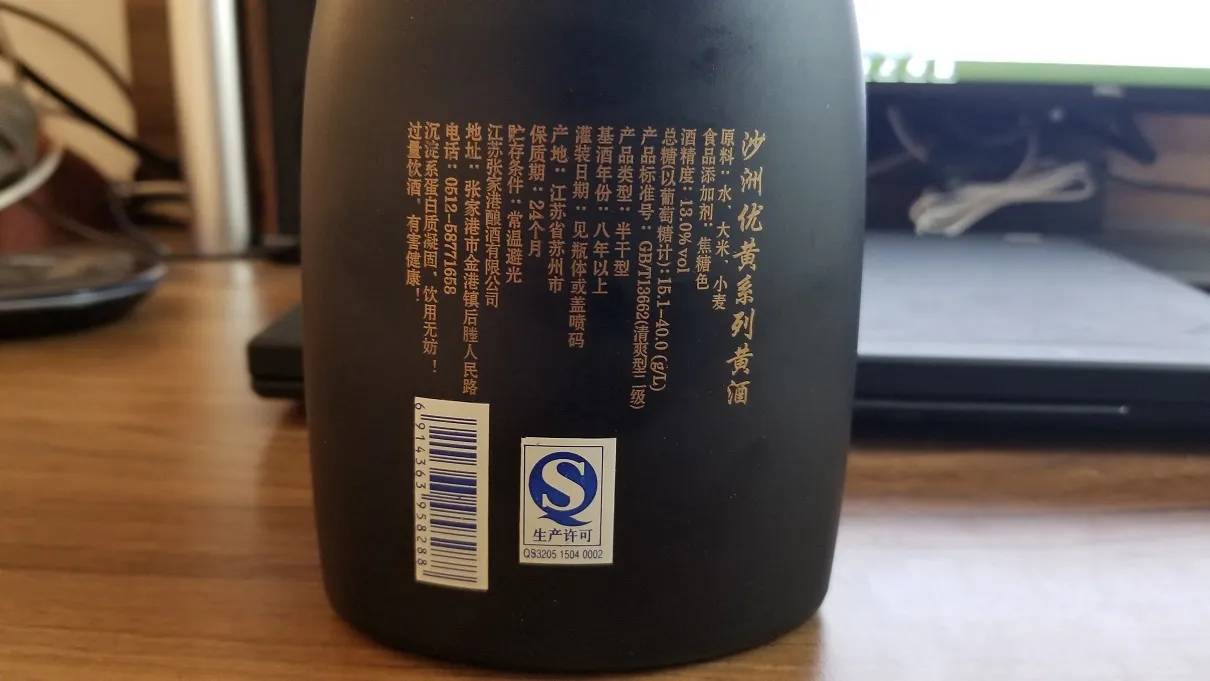 沙洲优黄系列黄酒
原料：水、大米、小麦
食品添加剂：焦糖色
酒精度：13.0%vol
总糖(以葡萄糖计)：15.1-40.0 (g/L)
产品标准号：GB/T13662(清爽型二级)
产品类型：半干型
基酒年份：八年以上
灌装日期：见瓶体或盖喷码
产地：江苏省苏州市
保质期：24个月
贮存条件：常温避光
江苏张家港酿酒有限公司
地址：张家港市金港镇后塍人民路
电话：0512-58771658
沉淀系蛋白质凝固，饮用无妨！
过量饮酒，有害健康！
6914363958288
生产许可
QS3205 1504 0002